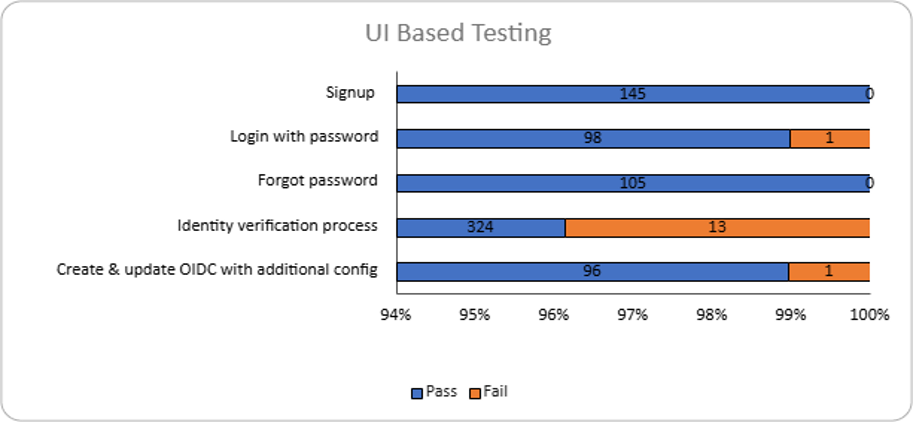 UI Based Testing
Signup 145 0
Login with password 98 1
Forgot password 105 0
Identity verification process 324 13
Create & update OIDC with additional config 96 1
94% 95% 96% 97% 98% 99% 100%
Pass Fail